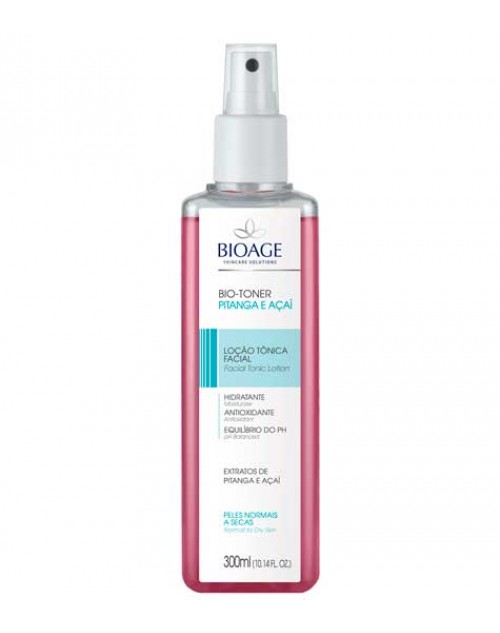 BIOAGE
SKINCARE SOLUTIONS
BIO-TONER
PITANGA E AÇAÍ
LOÇÃO TÔNICA
FACIAL
Facial Tonic Lotion
HIDRATANTE
Moisturizer
ANTIOXIDANTE
Antioxidant
EQUILÍBRIO DO PH
pH Balanced
EXTRATOS DE
PITANGA E AÇAÍ
PELES NORMAIS
A SECAS
Normal to Dry Skin
300ml (10.14 FL. OZ.)